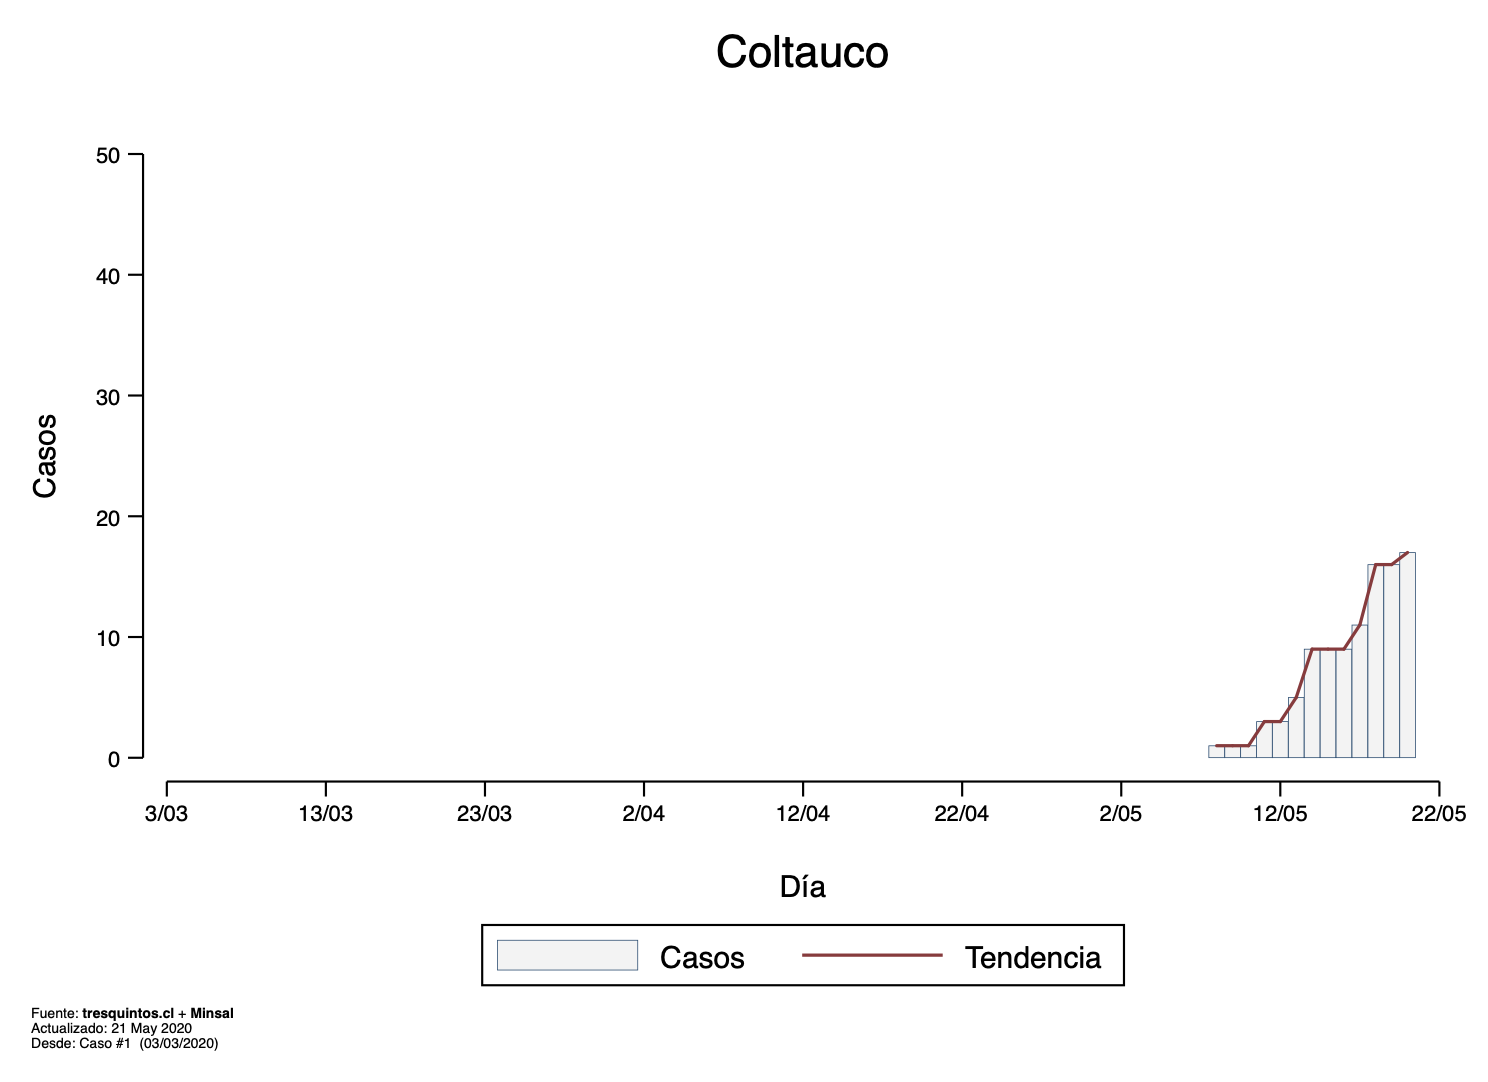 Coltauco
50
40
30
20
10
0
Casos
3/03 13/03 23/03 2/04 12/04 22/04 2/05 12/05 22/05
Día
Casos Tendencia
Fuente: tresquintos.cl + Minsal
Actualizado: 21 May 2020
Desde: Caso #1 (03/03/2020)